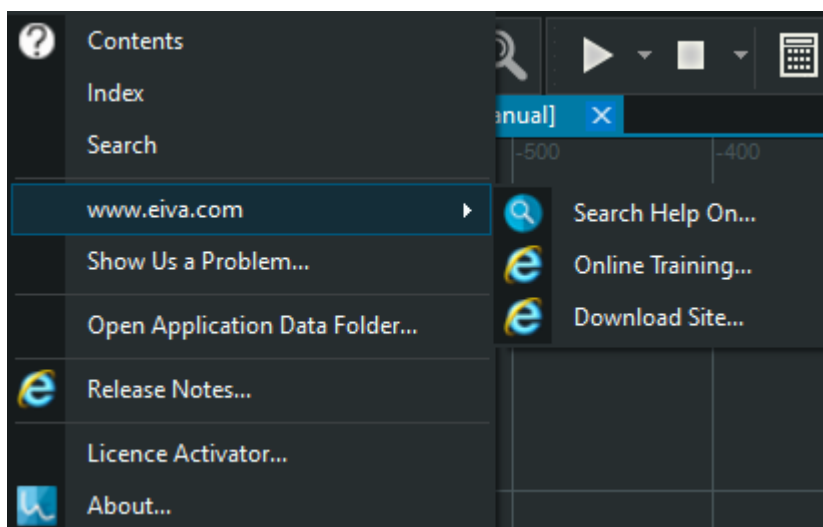 Contents
Index
Search
www.eiva.com
Show Us a Problem...
Open Application Data Folder...
Release Notes...
Licence Activator...
About...
anual]
-500
-400
Search Help On...
Online Training...
Download Site...